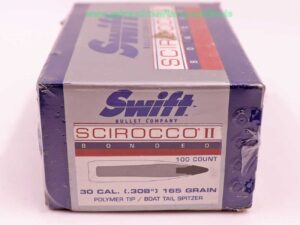 Swift
BULLET COMPANY
SCIROCCO II
BONDED
100 COUNT
30 CAL. (.308") 165 GRAIN
POLYMER TIP / BOAT TAIL SPITZER